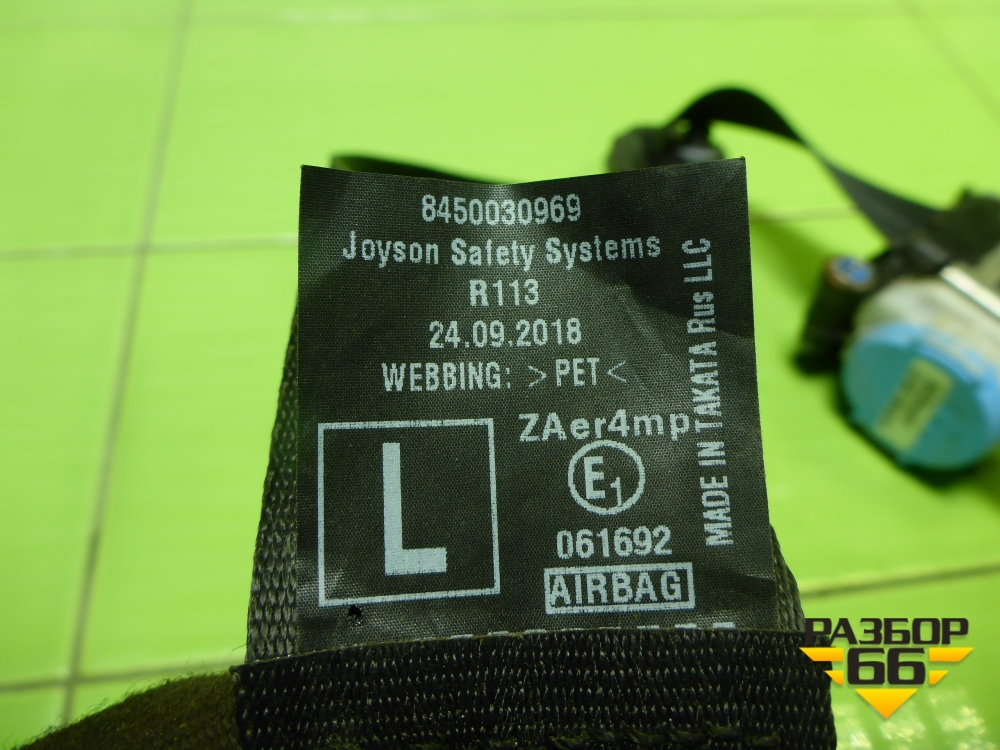 8450030969
Joyson Safety Systems
R113
24.09.2018
WEBBING: >PET<
MADE IN TAKATA Rus LLC
L
ZAer4mp
E1
061692
AIRBAG
РАЗБОР
66